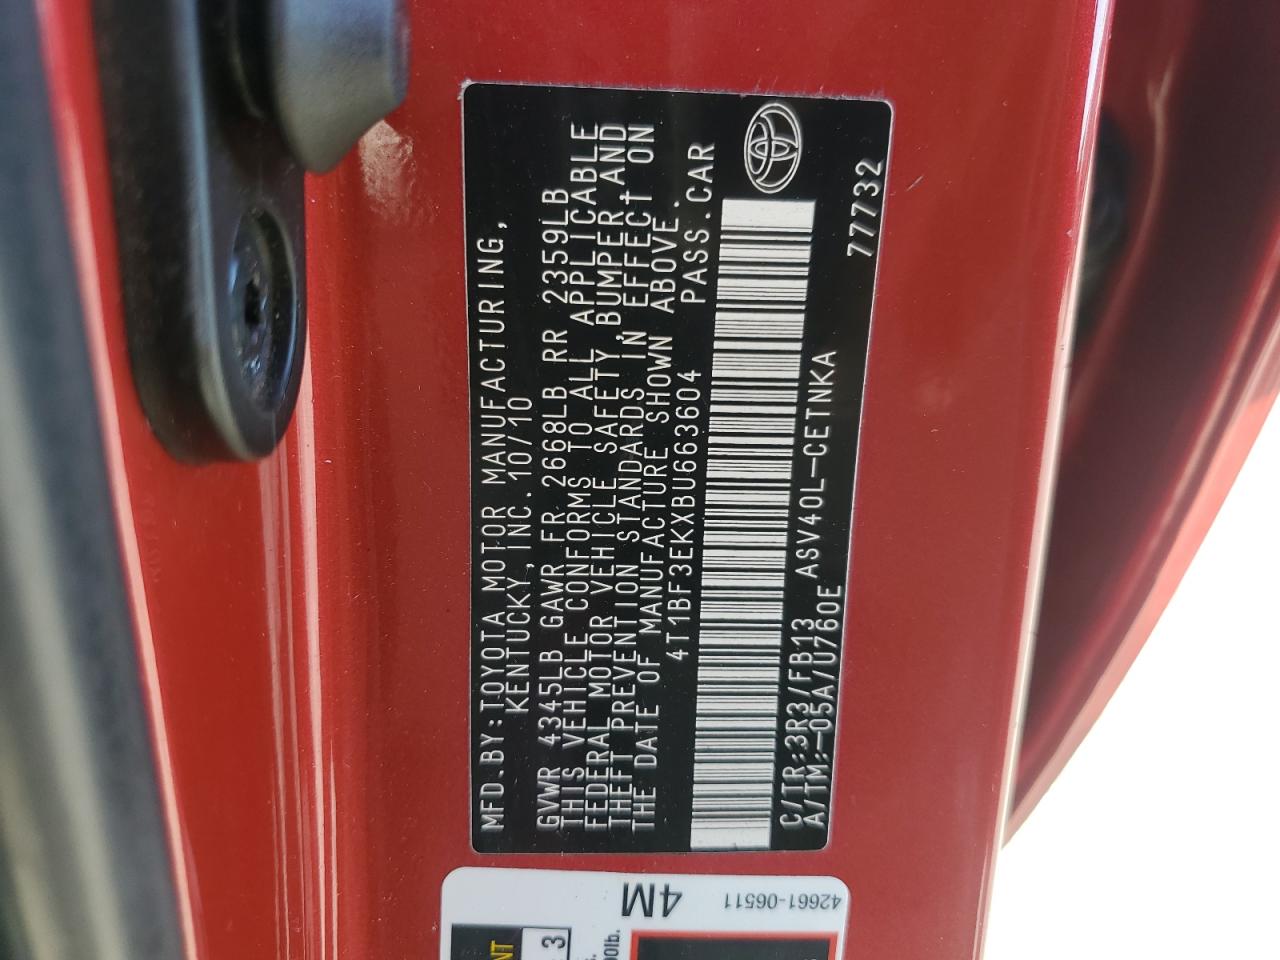 MFD.BY:TOYOTA MOTOR MANUFACTURING,
KENTUCKY,INC. 10/10
GVWR 4345LB GAWR FR 2668LB RR 2359LB
THIS VEHICLE CONFORMS TO ALL APPLICABLE
FEDERAL MOTOR VEHICLE SAFETY,BUMPER,AND
THEFT PREVENTION STANDARDS IN EFFECT ON
THE DATE OF MANUFACTURE SHOWN ABOVE.
4T1BF3EKXBU663604 PASS.CAR
C/TR:3R3/FB13 ASV40L-CETNKA
A/TM:-05A/U760E 77732
4M
42661-06511
3
00lb.